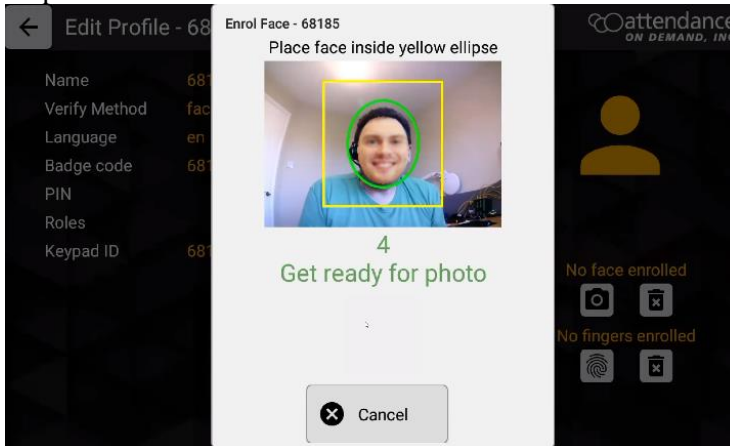 Edit Profile - 68
Enrol Face - 68185
attendance
ON DEMAND, INC
Place face inside yellow ellipse
Name 681
Verify Method fac
Language en
Badge code 681
PIN
Roles
Keypad ID 681
4
Get ready for photo
No face enrolled
No fingers enrolled
Cancel